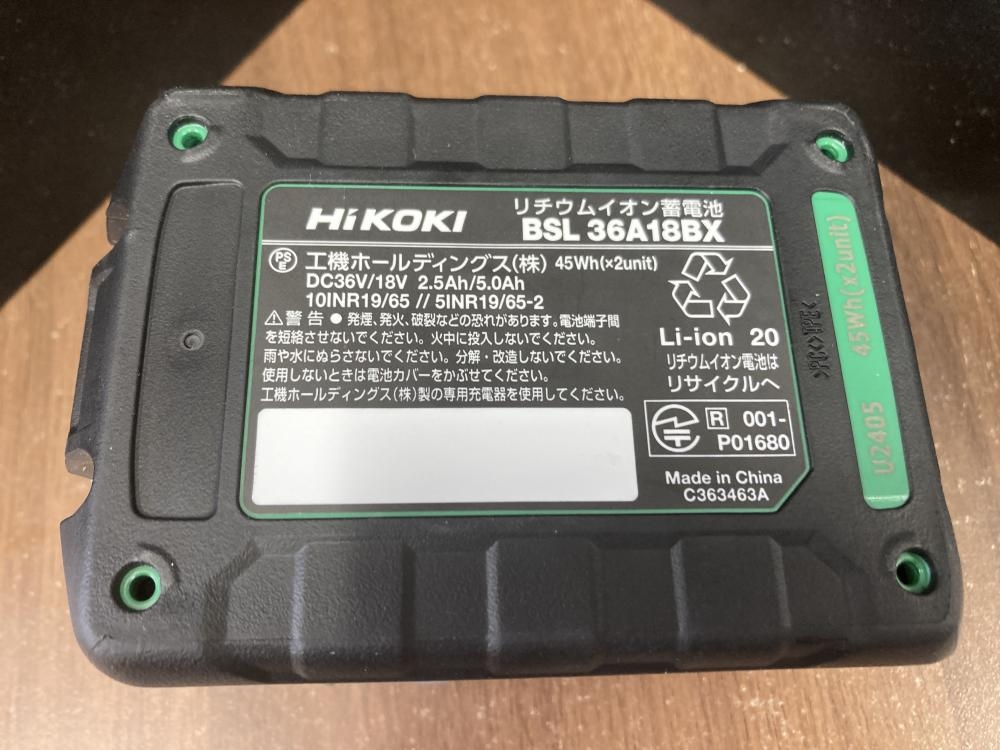 HiKOKI
リチウムイオン蓄電池
BSL 36A18BX
PSE 工機ホールディングス(株) 45Wh(×2unit)
DC36V/18V 2.5Ah/5.0Ah
10INR19/65 // 5INR19/65-2
⚠警告 ● 発煙、発火、破裂などの恐れがあります。電池端子間
を短絡させないでください。火中に投入しないでください。
雨や水にぬらさないでください。分解・改造しないでください。
使用しないときは電池カバーをかぶせてください。
工機ホールディングス(株)製の専用充電器を使用してください。
Li-ion 20
リチウムイオン電池は
リサイクルへ
R 001-
P01680
Made in China
C363463A
>PC<>TPE<
U2405 45Wh(x2unit)